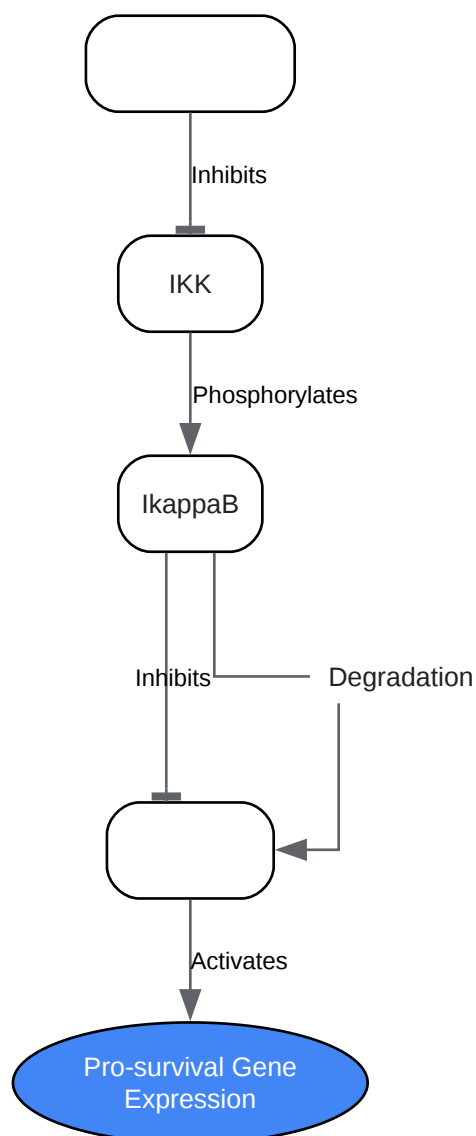 Inhibits
IKK
Phosphorylates
IkappaB
Inhibits
Degradation
Activates
Pro-survival Gene
Expression